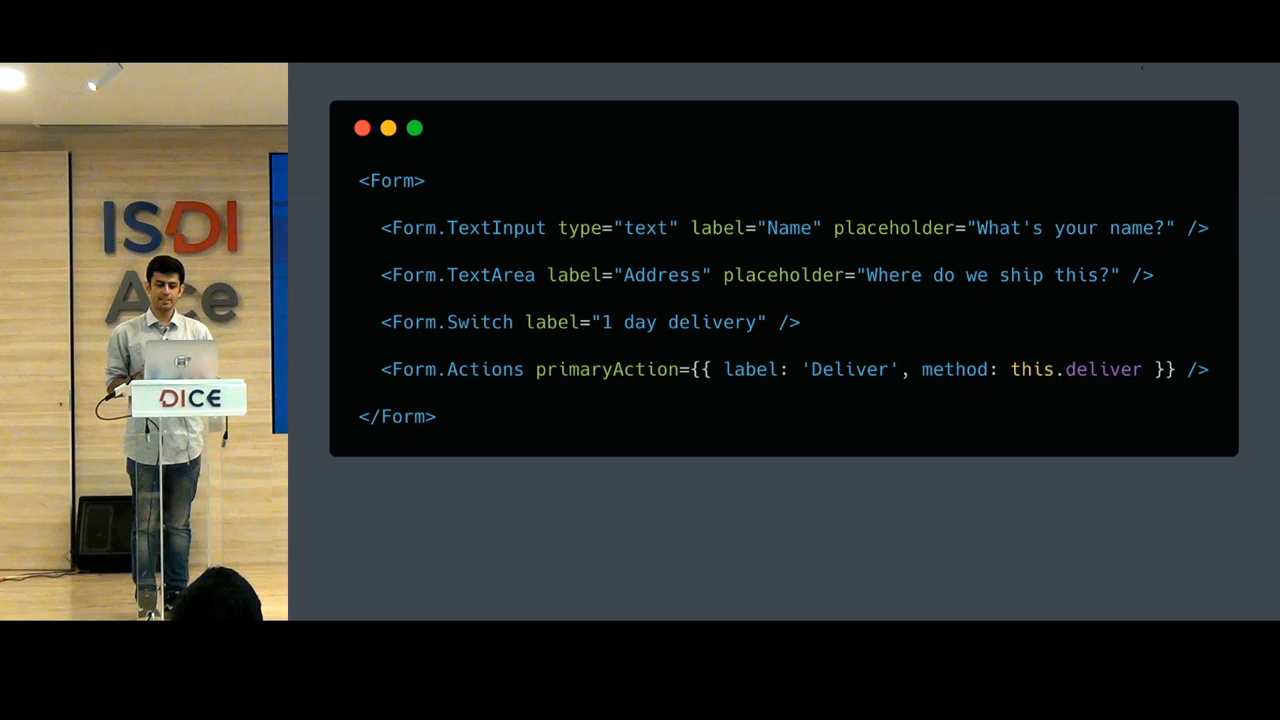 ISDI
Ace
DICE
<Form>
<Form.TextInput type="text" label="Name" placeholder="What's your name?" />
<Form.TextArea label="Address" placeholder="Where do we ship this?" />
<Form.Switch label="1 day delivery" />
<Form.Actions primaryAction={{ label: 'Deliver', method: this.deliver }} />
</Form>